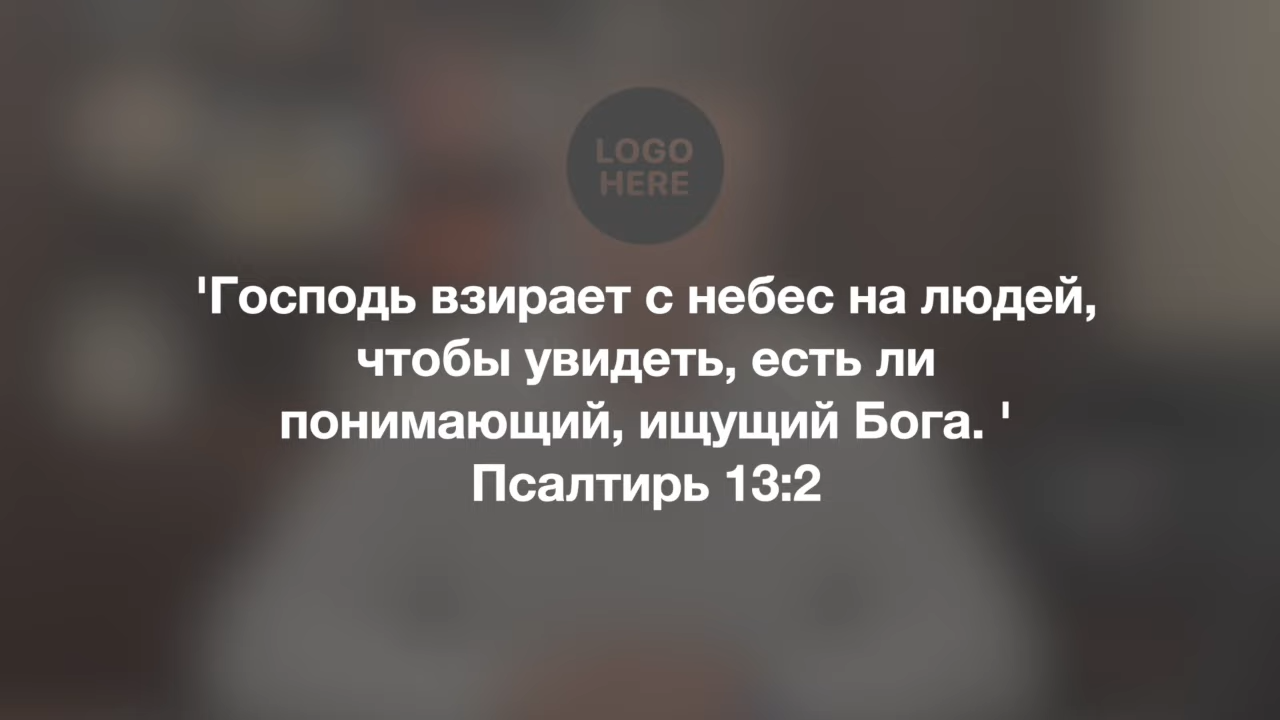 LOGO
HERE
'Господь взирает с небес на людей,
чтобы увидеть, есть ли
понимающий, ищущий Бога. '
Псалтирь 13:2